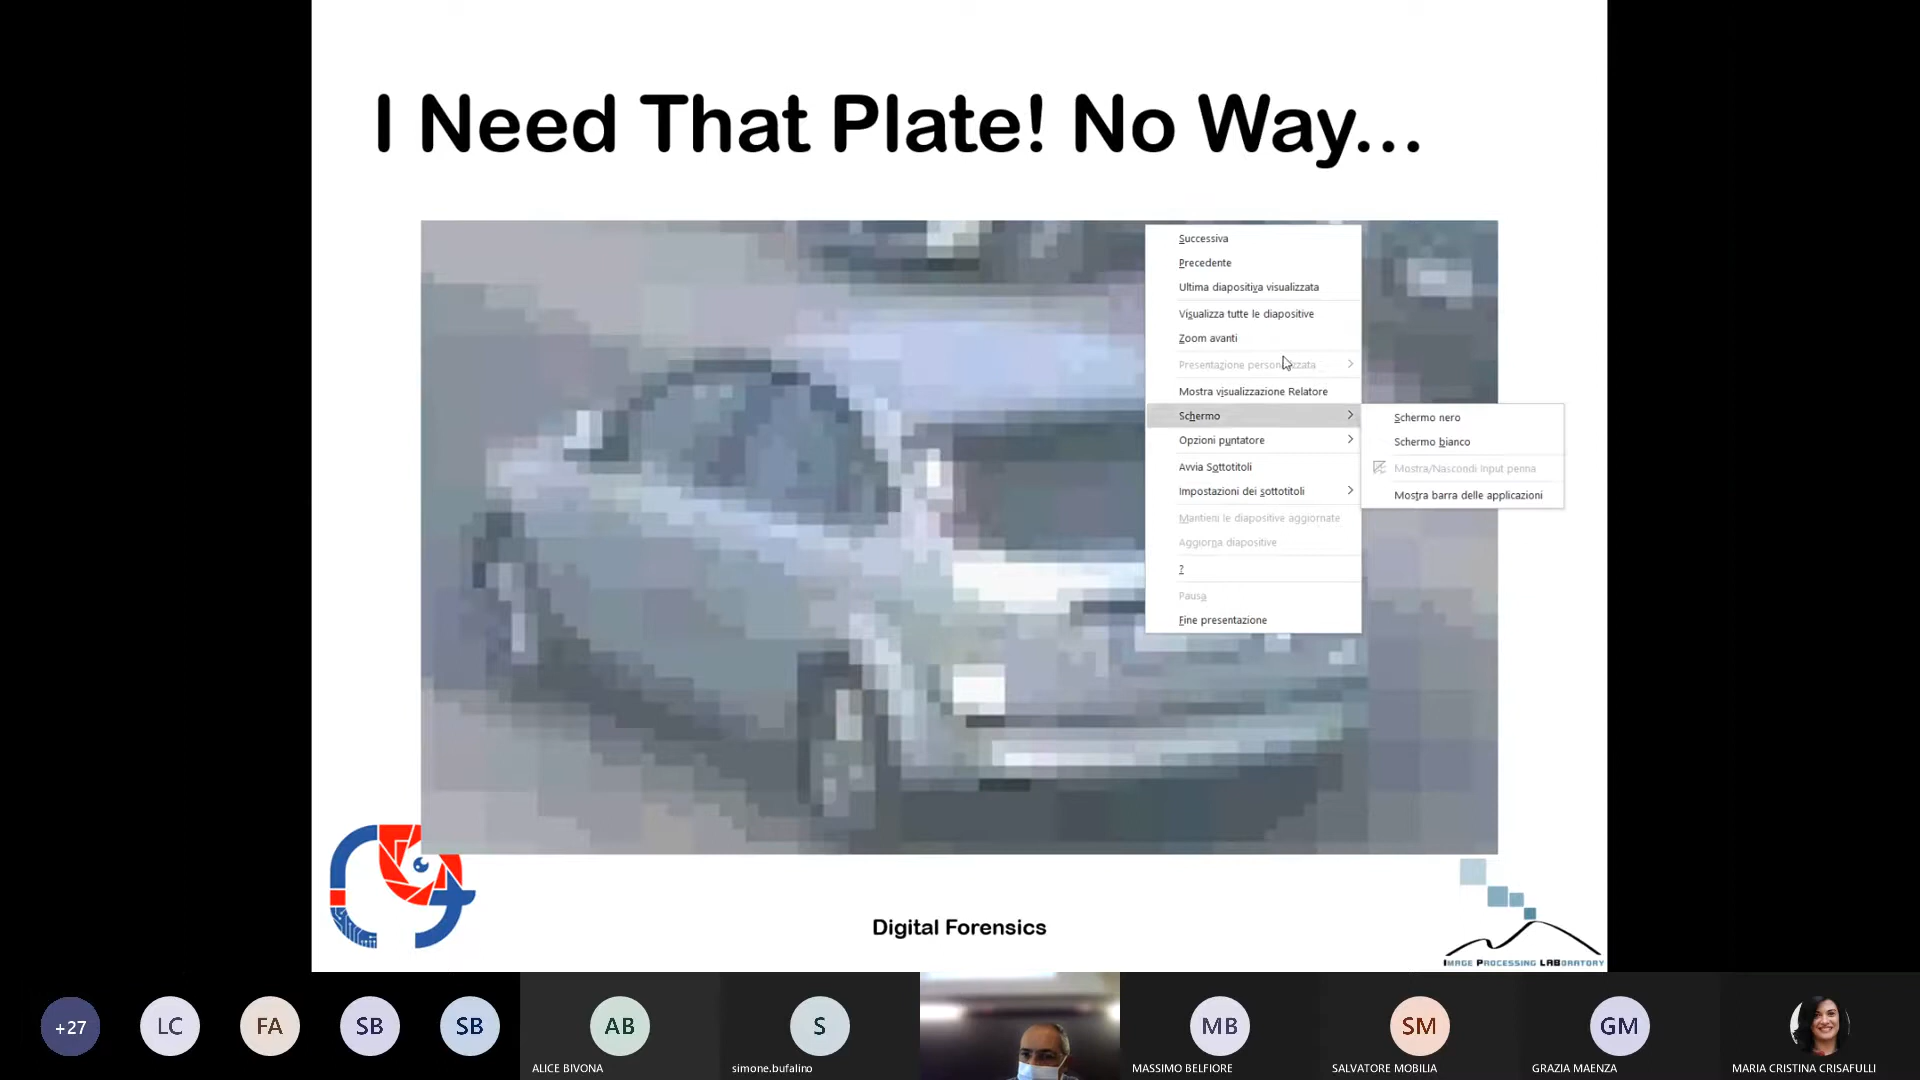 I Need That Plate! No Way...
Successiva
Precedente
Ultima diapositiva visualizzata
Visualizza tutte le diapositive
Zoom avanti
Presentazione personalizzata
Mostra visualizzazione Relatore
Schermo
Opzioni puntatore
Avvia Sottotitoli
Impostazioni dei sottotitoli
Mantieni le diapositive aggiornate
Aggiorna diapositive
?
Pausa
Fine presentazione
Schermo nero
Schermo bianco
Mostra/Nascondi input penna
Mostra barra delle applicazioni
Digital Forensics
IMAGE PROCESSING LABORATORY
+27
LC
FA
SB
SB
AB
S
MB
SM
GM
ALICE BIVONA
simone.bufalino
MASSIMO BELFIORE
SALVATORE MOBILIA
GRAZIA MAENZA
MARIA CRISTINA CRISAFULLI